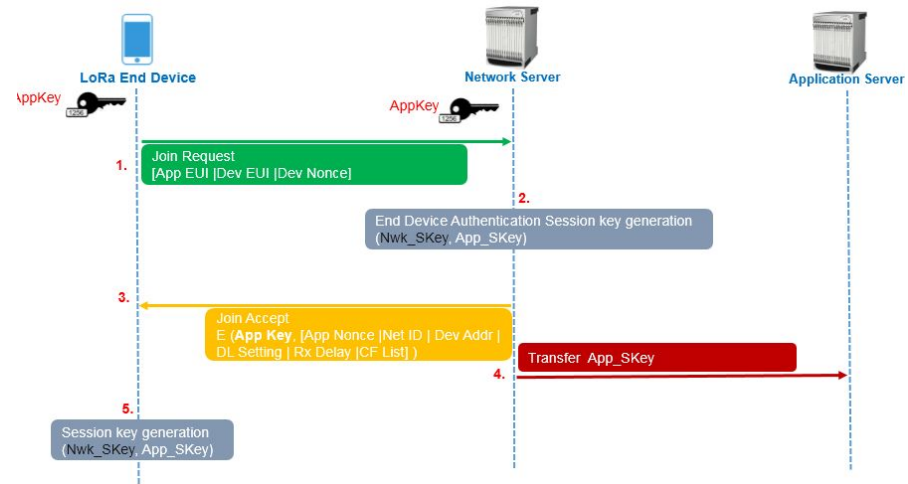 LoRa End Device
Network Server
Application Server
AppKey
AppKey
1.
Join Request
[App EUI |Dev EUI |Dev Nonce]
2.
End Device Authentication Session key generation
(Nwk_SKey, App_SKey)
3.
Join Accept
E (App Key, [App Nonce |Net ID | Dev Addr |
DL Setting | Rx Delay |CF List] )
Transfer App_SKey
4.
5.
Session key generation
(Nwk_SKey, App_SKey)